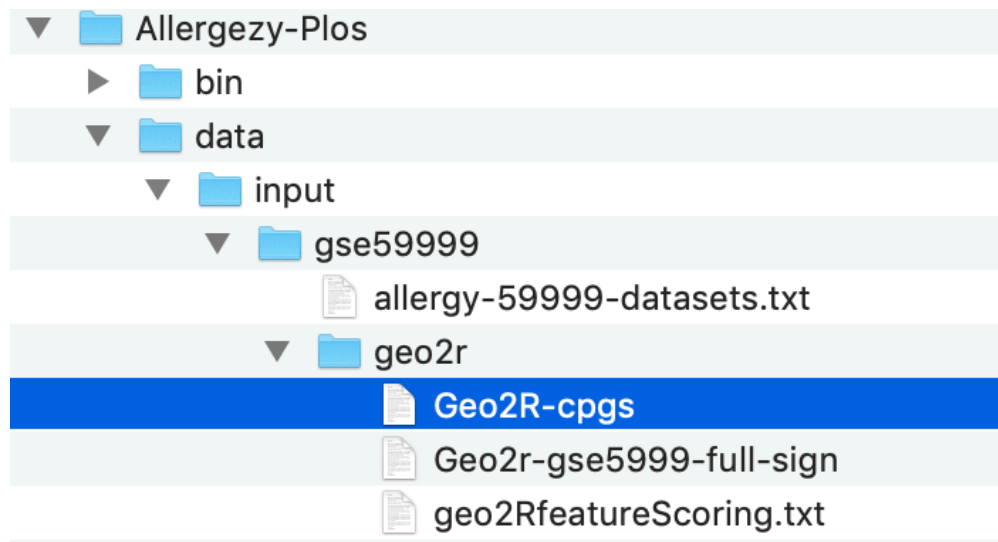 Allergezy-Plos
bin
data
input
gse59999
allergy-59999-datasets.txt
geo2r
Geo2R-cpgs
Geo2r-gse5999-full-sign
geo2RfeatureScoring.txt